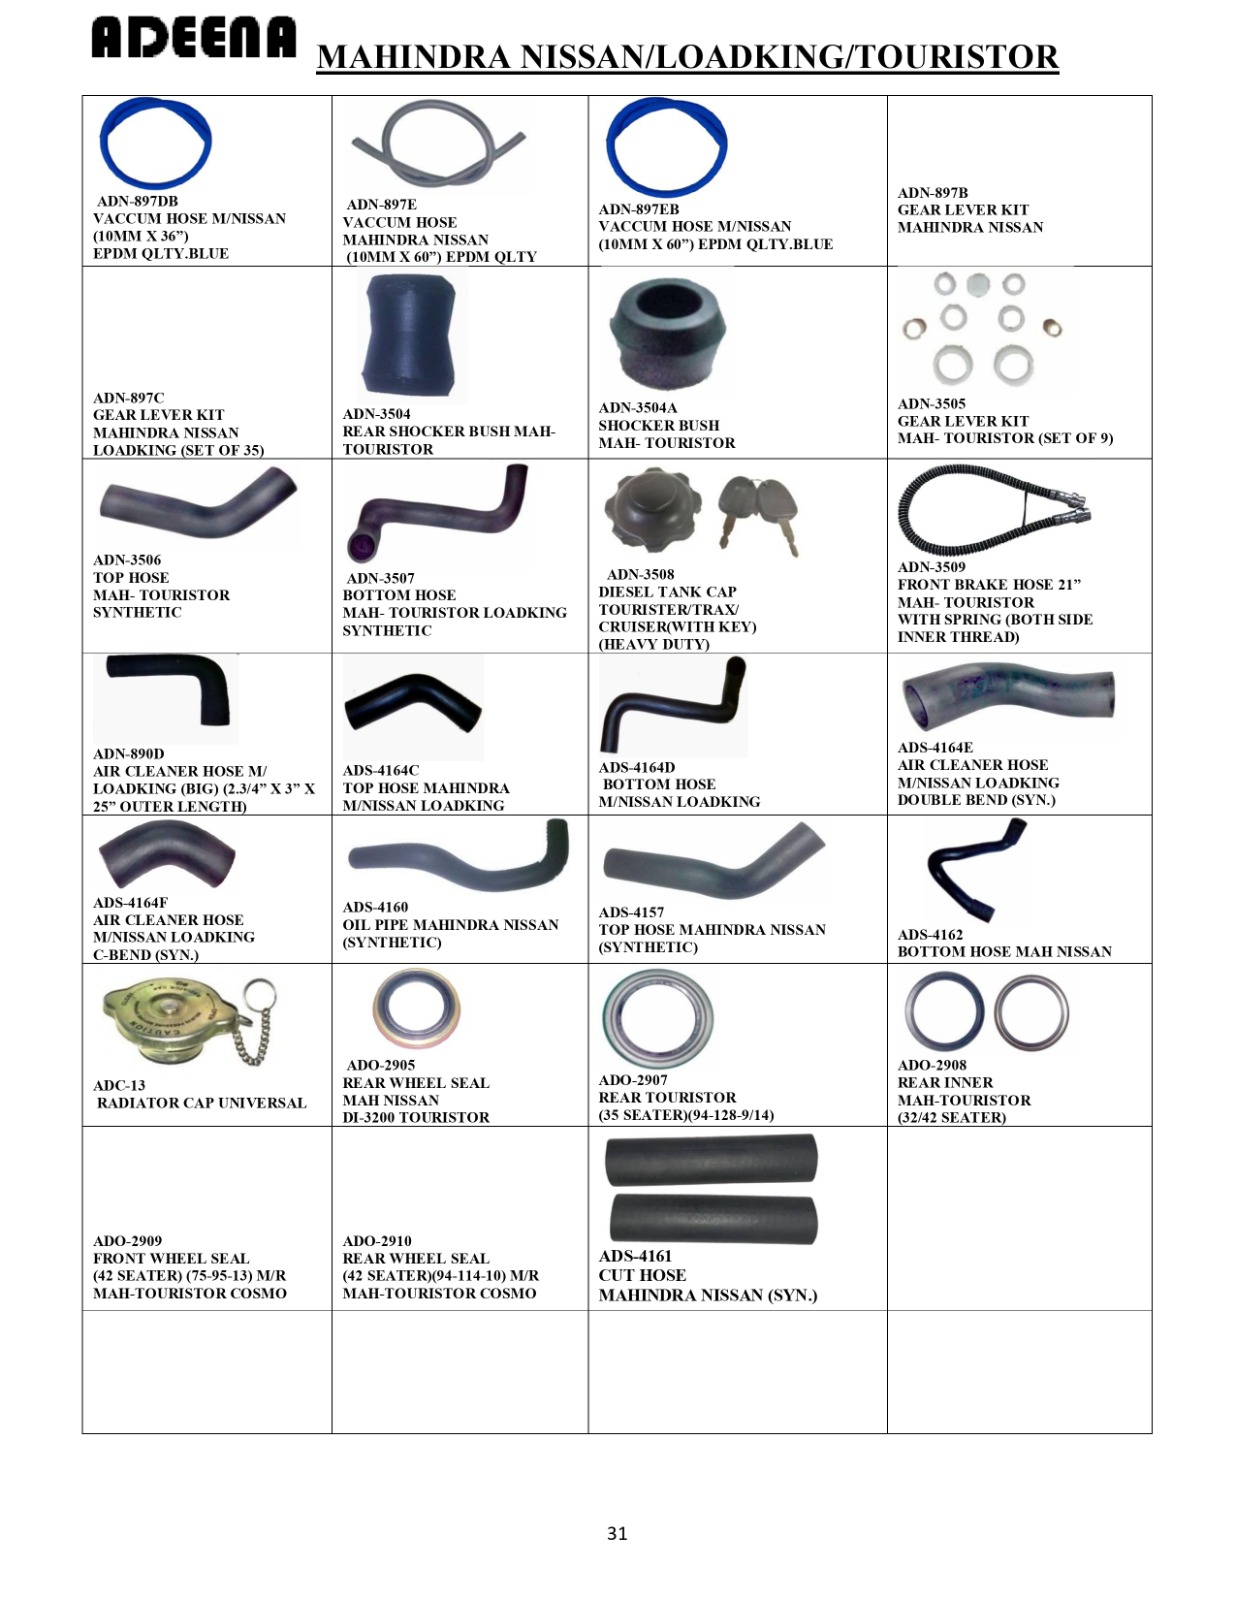 ADEENA
MAHINDRA NISSAN/LOADKING/TOURISTOR
ADN-897DB
VACCUM HOSE M/NISSAN
(10MM X 36”)
EPDM QLTY.BLUE
ADN-897E
VACCUM HOSE
MAHINDRA NISSAN
(10MM X 60”) EPDM QLTY
ADN-897EB
VACCUM HOSE M/NISSAN
(10MM X 60”) EPDM QLTY.BLUE
ADN-897B
GEAR LEVER KIT
MAHINDRA NISSAN
ADN-897C
GEAR LEVER KIT
MAHINDRA NISSAN
LOADKING (SET OF 35)
ADN-3504
REAR SHOCKER BUSH MAH-
TOURISTOR
ADN-3504A
SHOCKER BUSH
MAH- TOURISTOR
ADN-3505
GEAR LEVER KIT
MAH- TOURISTOR (SET OF 9)
ADN-3506
TOP HOSE
MAH- TOURISTOR
SYNTHETIC
ADN-3507
BOTTOM HOSE
MAH- TOURISTOR LOADKING
SYNTHETIC
ADN-3508
DIESEL TANK CAP
TOURISTER/TRAX/
CRUISER(WITH KEY)
(HEAVY DUTY)
ADN-3509
FRONT BRAKE HOSE 21”
MAH- TOURISTOR
WITH SPRING (BOTH SIDE
INNER THREAD)
ADN-890D
AIR CLEANER HOSE M/
LOADKING (BIG) (2.3/4” X 3” X
25” OUTER LENGTH)
ADS-4164C
TOP HOSE MAHINDRA
M/NISSAN LOADKING
ADS-4164D
BOTTOM HOSE
M/NISSAN LOADKING
ADS-4164E
AIR CLEANER HOSE
M/NISSAN LOADKING
DOUBLE BEND (SYN.)
ADS-4164F
AIR CLEANER HOSE
M/NISSAN LOADKING
C-BEND (SYN.)
ADS-4160
OIL PIPE MAHINDRA NISSAN
(SYNTHETIC)
ADS-4157
TOP HOSE MAHINDRA NISSAN
(SYNTHETIC)
ADS-4162
BOTTOM HOSE MAH NISSAN
CAUTION
ADC-13
RADIATOR CAP UNIVERSAL
ADO-2905
REAR WHEEL SEAL
MAH NISSAN
DI-3200 TOURISTOR
ADO-2907
REAR TOURISTOR
(35 SEATER)(94-128-9/14)
ADO-2908
REAR INNER
MAH-TOURISTOR
(32/42 SEATER)
ADO-2909
FRONT WHEEL SEAL
(42 SEATER) (75-95-13) M/R
MAH-TOURISTOR COSMO
ADO-2910
REAR WHEEL SEAL
(42 SEATER)(94-114-10) M/R
MAH-TOURISTOR COSMO
ADS-4161
CUT HOSE
MAHINDRA NISSAN (SYN.)
31